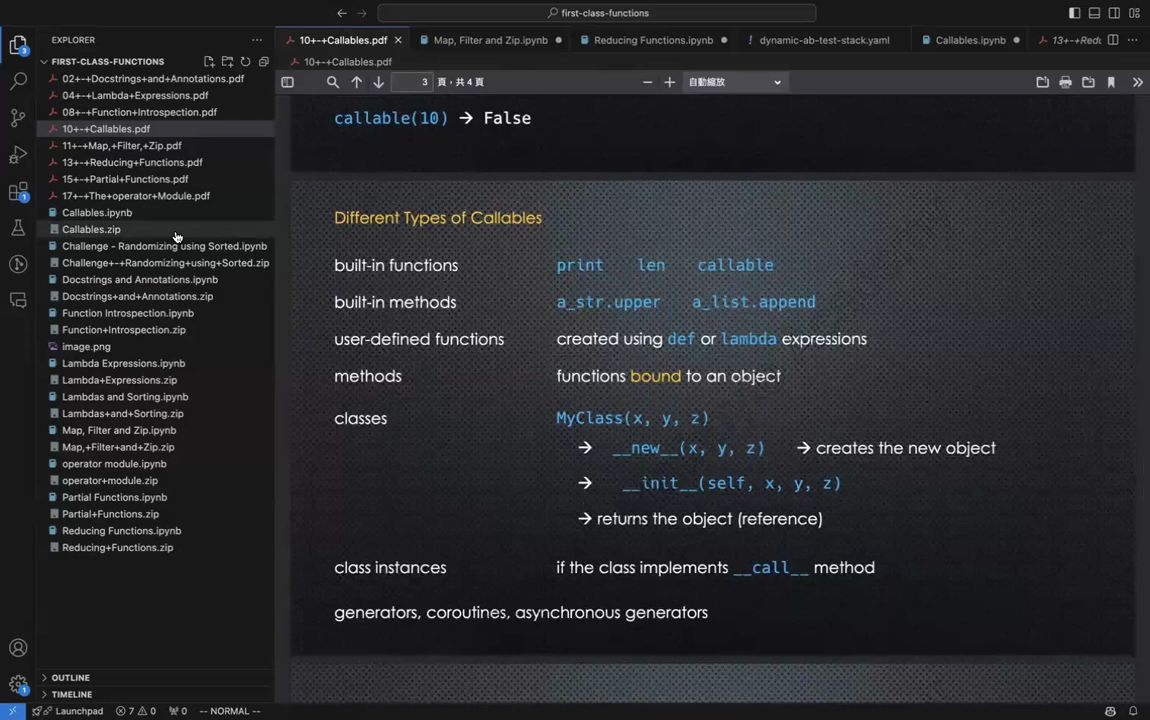 first-class-functions
EXPLORER
FIRST-CLASS-FUNCTIONS
02+-+Docstrings+and+Annotations.pdf
04+-+Lambda+Expressions.pdf
08+-+Function+Introspection.pdf
10+-+Callables.pdf
11+-+Map,+Filter,+Zip.pdf
13+-+Reducing+Functions.pdf
15+-+Partial+Functions.pdf
17+-+The+operator+Module.pdf
Callables.ipynb
Callables.zip
Challenge - Randomizing using Sorted.ipynb
Challenge+-+Randomizing+using+Sorted.zip
Docstrings and Annotations.ipynb
Docstrings+and+Annotations.zip
Function Introspection.ipynb
Function+Introspection.zip
image.png
Lambda Expressions.ipynb
Lambda+Expressions.zip
Lambdas and Sorting.ipynb
Lambdas+and+Sorting.zip
Map, Filter and Zip.ipynb
Map,+Filter+and+Zip.zip
operator module.ipynb
operator+module.zip
Partial Functions.ipynb
Partial+Functions.zip
Reducing Functions.ipynb
Reducing+Functions.zip
OUTLINE
TIMELINE
3
1
1
10+-+Callables.pdf
Map, Filter and Zip.ipynb
Reducing Functions.ipynb
! dynamic-ab-test-stack.yaml
Callables.ipynb
13+-+Redu
10+-+Callables.pdf
3 頁，共 4 頁
自動縮放
callable(10) → False
Different Types of Callables
built-in functions print len callable
built-in methods a_str.upper a_list.append
user-defined functions created using def or lambda expressions
methods functions bound to an object
classes MyClass(x, y, z)
→ __new__(x, y, z) → creates the new object
→ __init__(self, x, y, z)
→ returns the object (reference)
class instances if the class implements __call__ method
generators, coroutines, asynchronous generators
Launchpad 7 0 0 -- NORMAL --